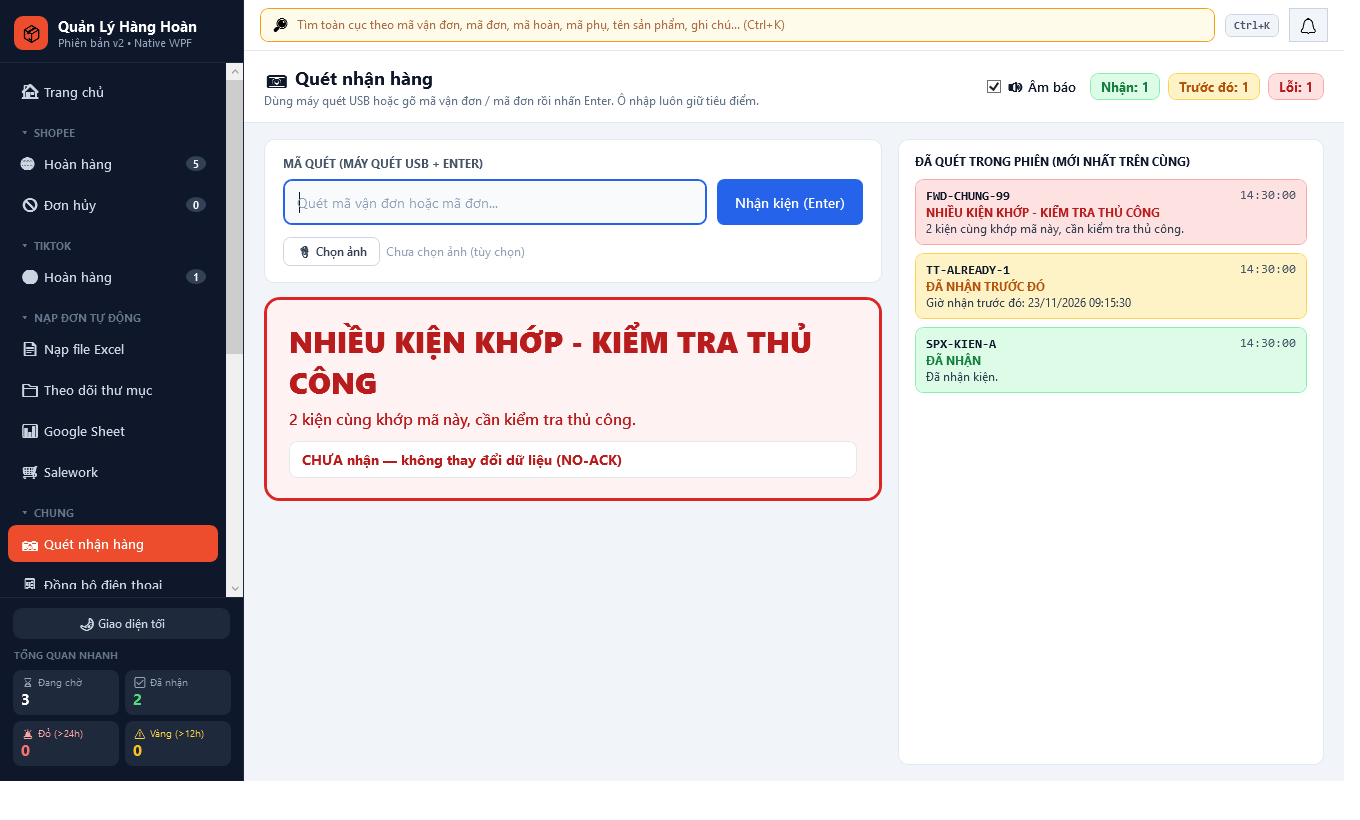 Quản Lý Hàng Hoàn
Phiên bản v2 • Native WPF
Trang chủ
SHOPEE
Hoàn hàng 5
Đơn hủy 0
TIKTOK
Hoàn hàng 1
NẠP ĐƠN TỰ ĐỘNG
Nạp file Excel
Theo dõi thư mục
Google Sheet
Salework
CHUNG
Quét nhận hàng
Đồng bộ điện thoại
Giao diện tối
TỔNG QUAN NHANH
Đang chờ
3
Đã nhận
2
Đỏ (>24h)
0
Vàng (>12h)
0
Tìm toàn cục theo mã vận đơn, mã đơn, mã hoàn, mã phụ, tên sản phẩm, ghi chú... (Ctrl+K)
Ctrl+K
Quét nhận hàng
Dùng máy quét USB hoặc gõ mã vận đơn / mã đơn rồi nhấn Enter. Ô nhập luôn giữ tiêu điểm.
Âm báo
Nhận: 1
Trước đó: 1
Lỗi: 1
MÃ QUÉT (MÁY QUÉT USB + ENTER)
Quét mã vận đơn hoặc mã đơn...
Nhận kiện (Enter)
Chọn ảnh
Chưa chọn ảnh (tùy chọn)
NHIỀU KIỆN KHỚP - KIỂM TRA THỦ
CÔNG
2 kiện cùng khớp mã này, cần kiểm tra thủ công.
CHƯA nhận — không thay đổi dữ liệu (NO-ACK)
ĐÃ QUÉT TRONG PHIÊN (MỚI NHẤT TRÊN CÙNG)
FWD-CHUNG-99 14:30:00
NHIỀU KIỆN KHỚP - KIỂM TRA THỦ CÔNG
2 kiện cùng khớp mã này, cần kiểm tra thủ công.
TT-ALREADY-1 14:30:00
ĐÃ NHẬN TRƯỚC ĐÓ
Giờ nhận trước đó: 23/11/2026 09:15:30
SPX-KIEN-A 14:30:00
ĐÃ NHẬN
Đã nhận kiện.